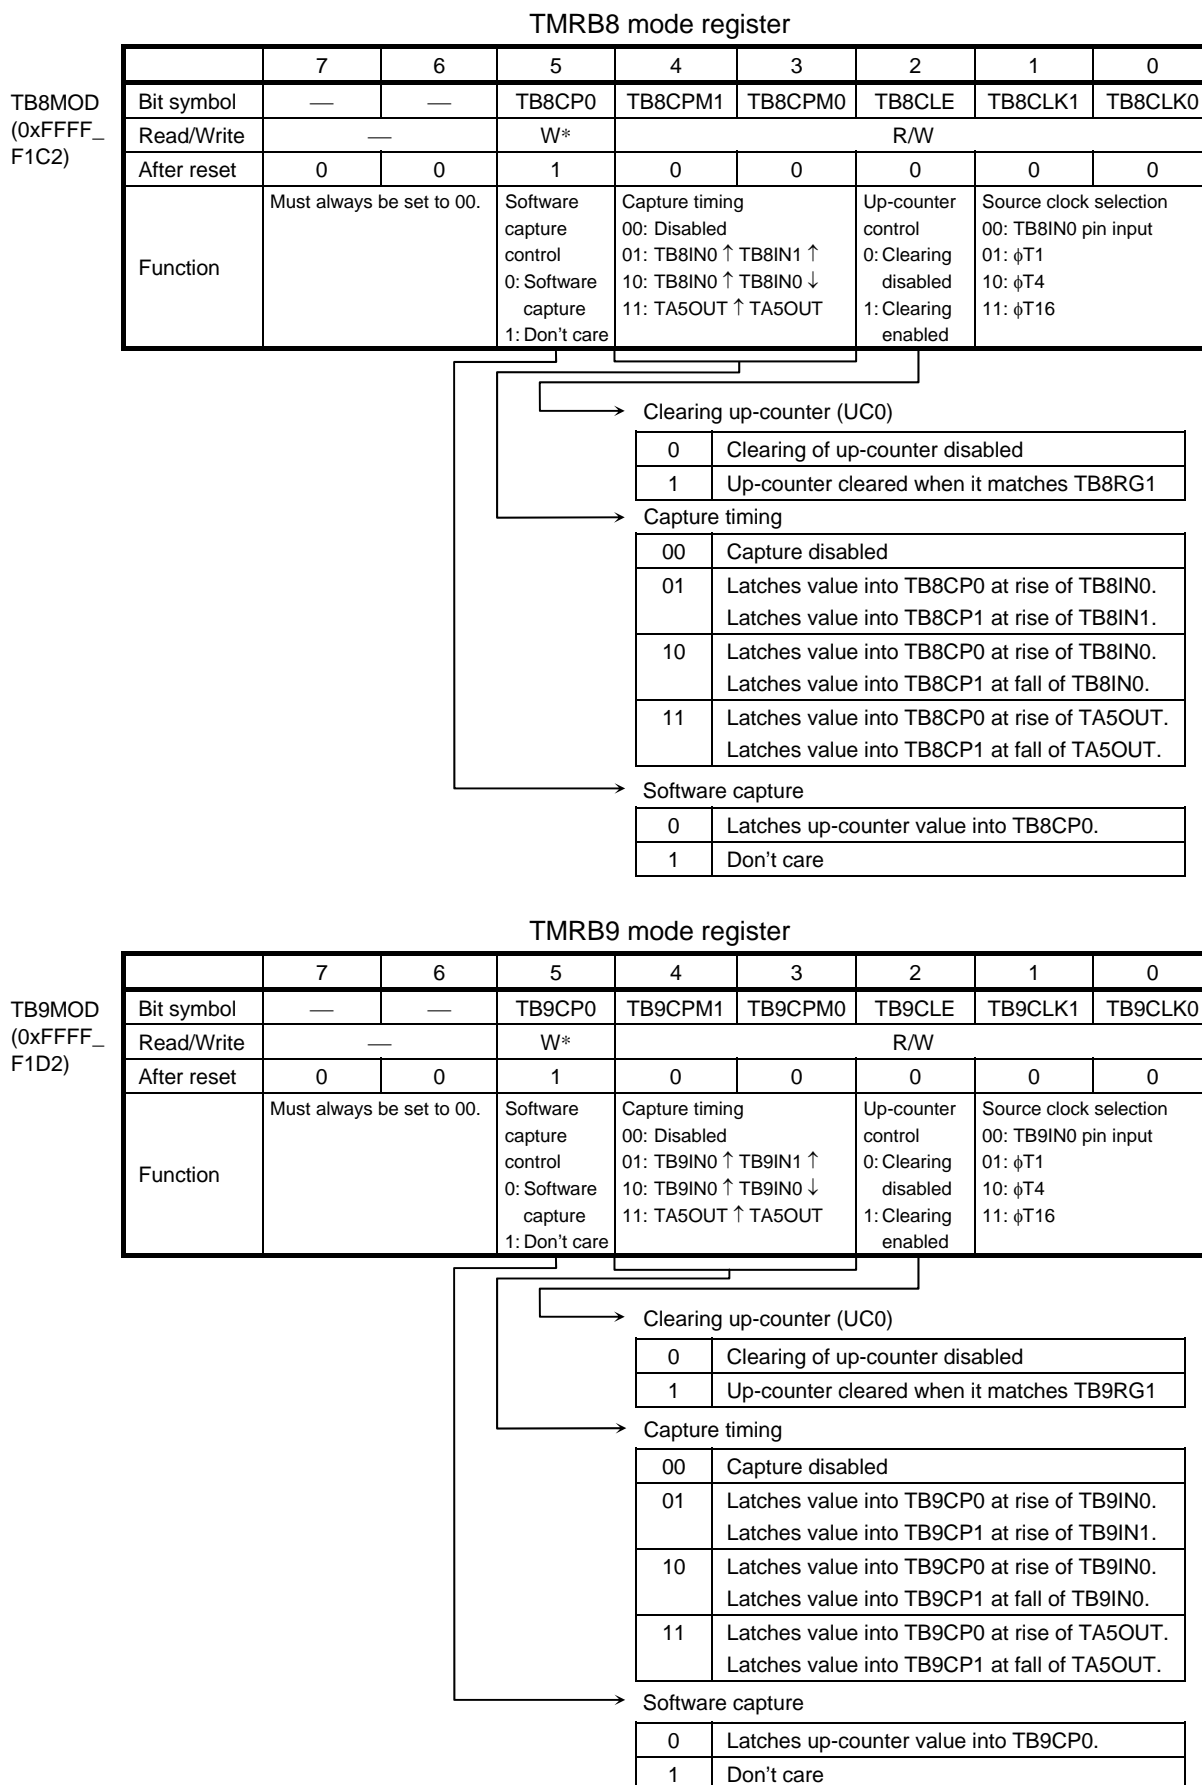 TMRB8 mode register
7 6 5 4 3 2 1 0
TB8MOD
(0xFFFF_
F1C2)
Bit symbol — — TB8CP0 TB8CPM1 TB8CPM0 TB8CLE TB8CLK1 TB8CLK0
Read/Write — W* R/W
After reset 0 0 1 0 0 0 0 0
Function
Must always be set to 00.
Software
capture
control
0: Software
capture
1: Don't care
Capture timing
00: Disabled
01: TB8IN0 ↑ TB8IN1 ↑
10: TB8IN0 ↑ TB8IN0 ↓
11: TA5OUT ↑ TA5OUT
Up-counter
control
0: Clearing
disabled
1: Clearing
enabled
Source clock selection
00: TB8IN0 pin input
01: ϕT1
10: ϕT4
11: ϕT16
Clearing up-counter (UC0)
0 Clearing of up-counter disabled
1 Up-counter cleared when it matches TB8RG1
Capture timing
00 Capture disabled
01 Latches value into TB8CP0 at rise of TB8IN0.
Latches value into TB8CP1 at rise of TB8IN1.
10 Latches value into TB8CP0 at rise of TB8IN0.
Latches value into TB8CP1 at fall of TB8IN0.
11 Latches value into TB8CP0 at rise of TA5OUT.
Latches value into TB8CP1 at fall of TA5OUT.
Software capture
0 Latches up-counter value into TB8CP0.
1 Don't care
TMRB9 mode register
7 6 5 4 3 2 1 0
TB9MOD
(0xFFFF_
F1D2)
Bit symbol — — TB9CP0 TB9CPM1 TB9CPM0 TB9CLE TB9CLK1 TB9CLK0
Read/Write — W* R/W
After reset 0 0 1 0 0 0 0 0
Function
Must always be set to 00.
Software
capture
control
0: Software
capture
1: Don't care
Capture timing
00: Disabled
01: TB9IN0 ↑ TB9IN1 ↑
10: TB9IN0 ↑ TB9IN0 ↓
11: TA5OUT ↑ TA5OUT
Up-counter
control
0: Clearing
disabled
1: Clearing
enabled
Source clock selection
00: TB9IN0 pin input
01: ϕT1
10: ϕT4
11: ϕT16
Clearing up-counter (UC0)
0 Clearing of up-counter disabled
1 Up-counter cleared when it matches TB9RG1
Capture timing
00 Capture disabled
01 Latches value into TB9CP0 at rise of TB9IN0.
Latches value into TB9CP1 at rise of TB9IN1.
10 Latches value into TB9CP0 at rise of TB9IN0.
Latches value into TB9CP1 at fall of TB9IN0.
11 Latches value into TB9CP0 at rise of TA5OUT.
Latches value into TB9CP1 at fall of TA5OUT.
Software capture
0 Latches up-counter value into TB9CP0.
1 Don't care